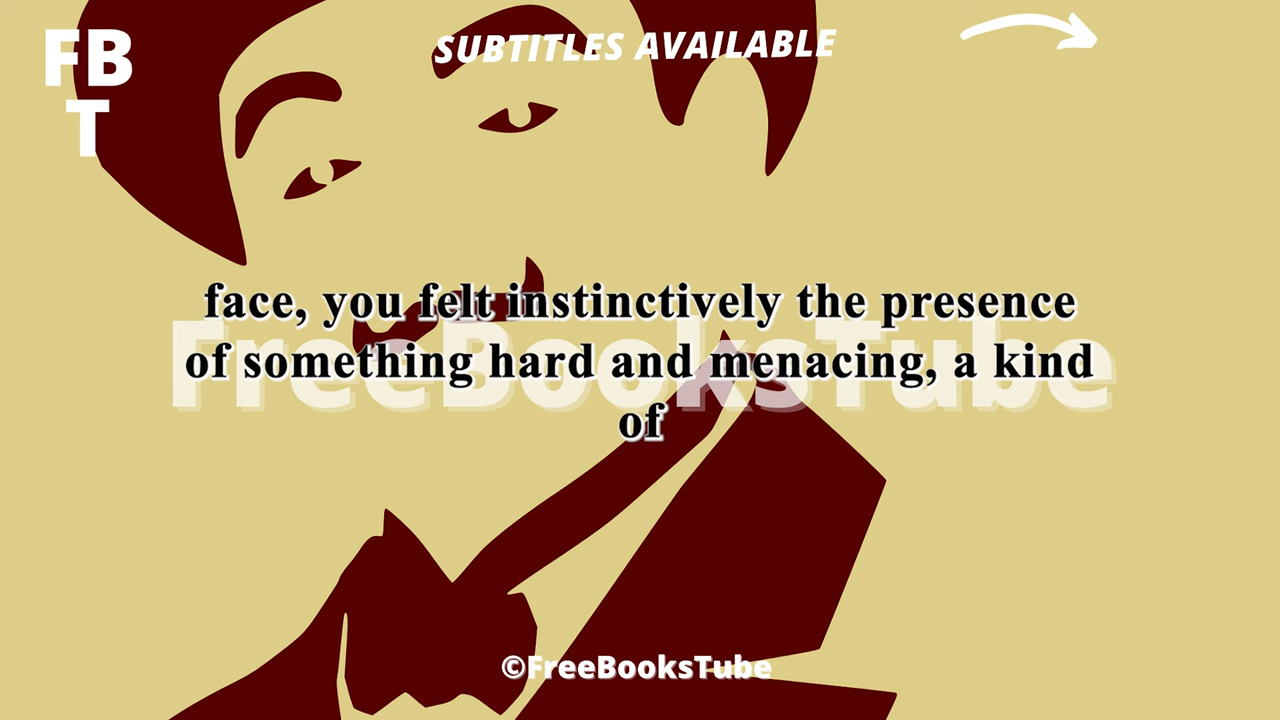 FB
T
SUBTITLES AVAILABLE
face, you felt instinctively the presence
of something hard and menacing, a kind
of
FreeBooksTube
©FreeBooksTube